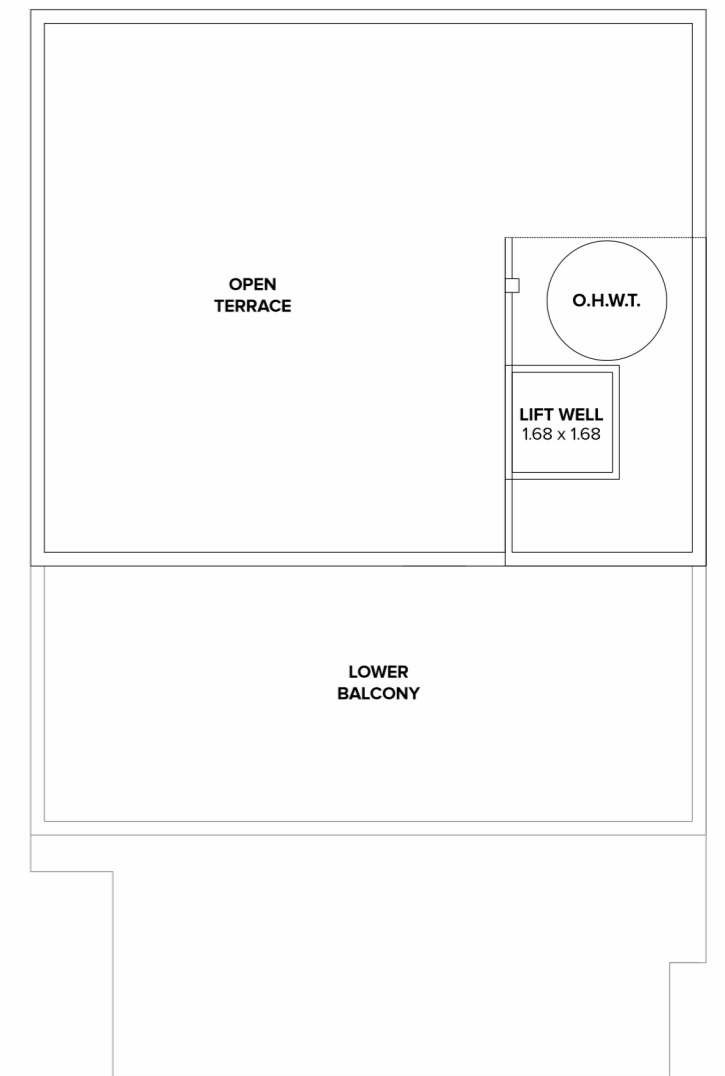 OPEN
TERRACE
O.H.W.T.
LIFT WELL
1.68 x 1.68
LOWER
BALCONY